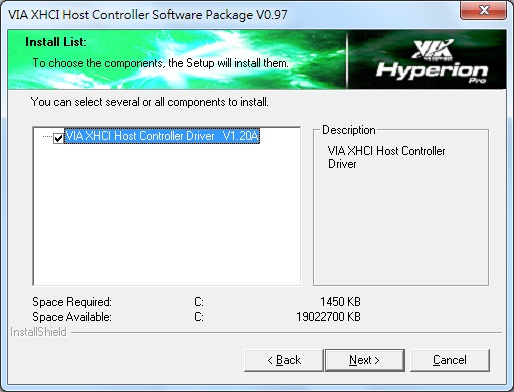 VIA XHCI Host Controller Software Package V0.97
Install List:
To choose the components, the Setup will install them.
VIA
Hyperion
Pro
You can select several or all components to install.
VIA XHCI Host Controller Driver V1.20A
Description
VIA XHCI Host Controller
Driver
Space Required: C: 1450 KB
Space Available: C: 19022700 KB
InstallShield
< Back
Next >
Cancel